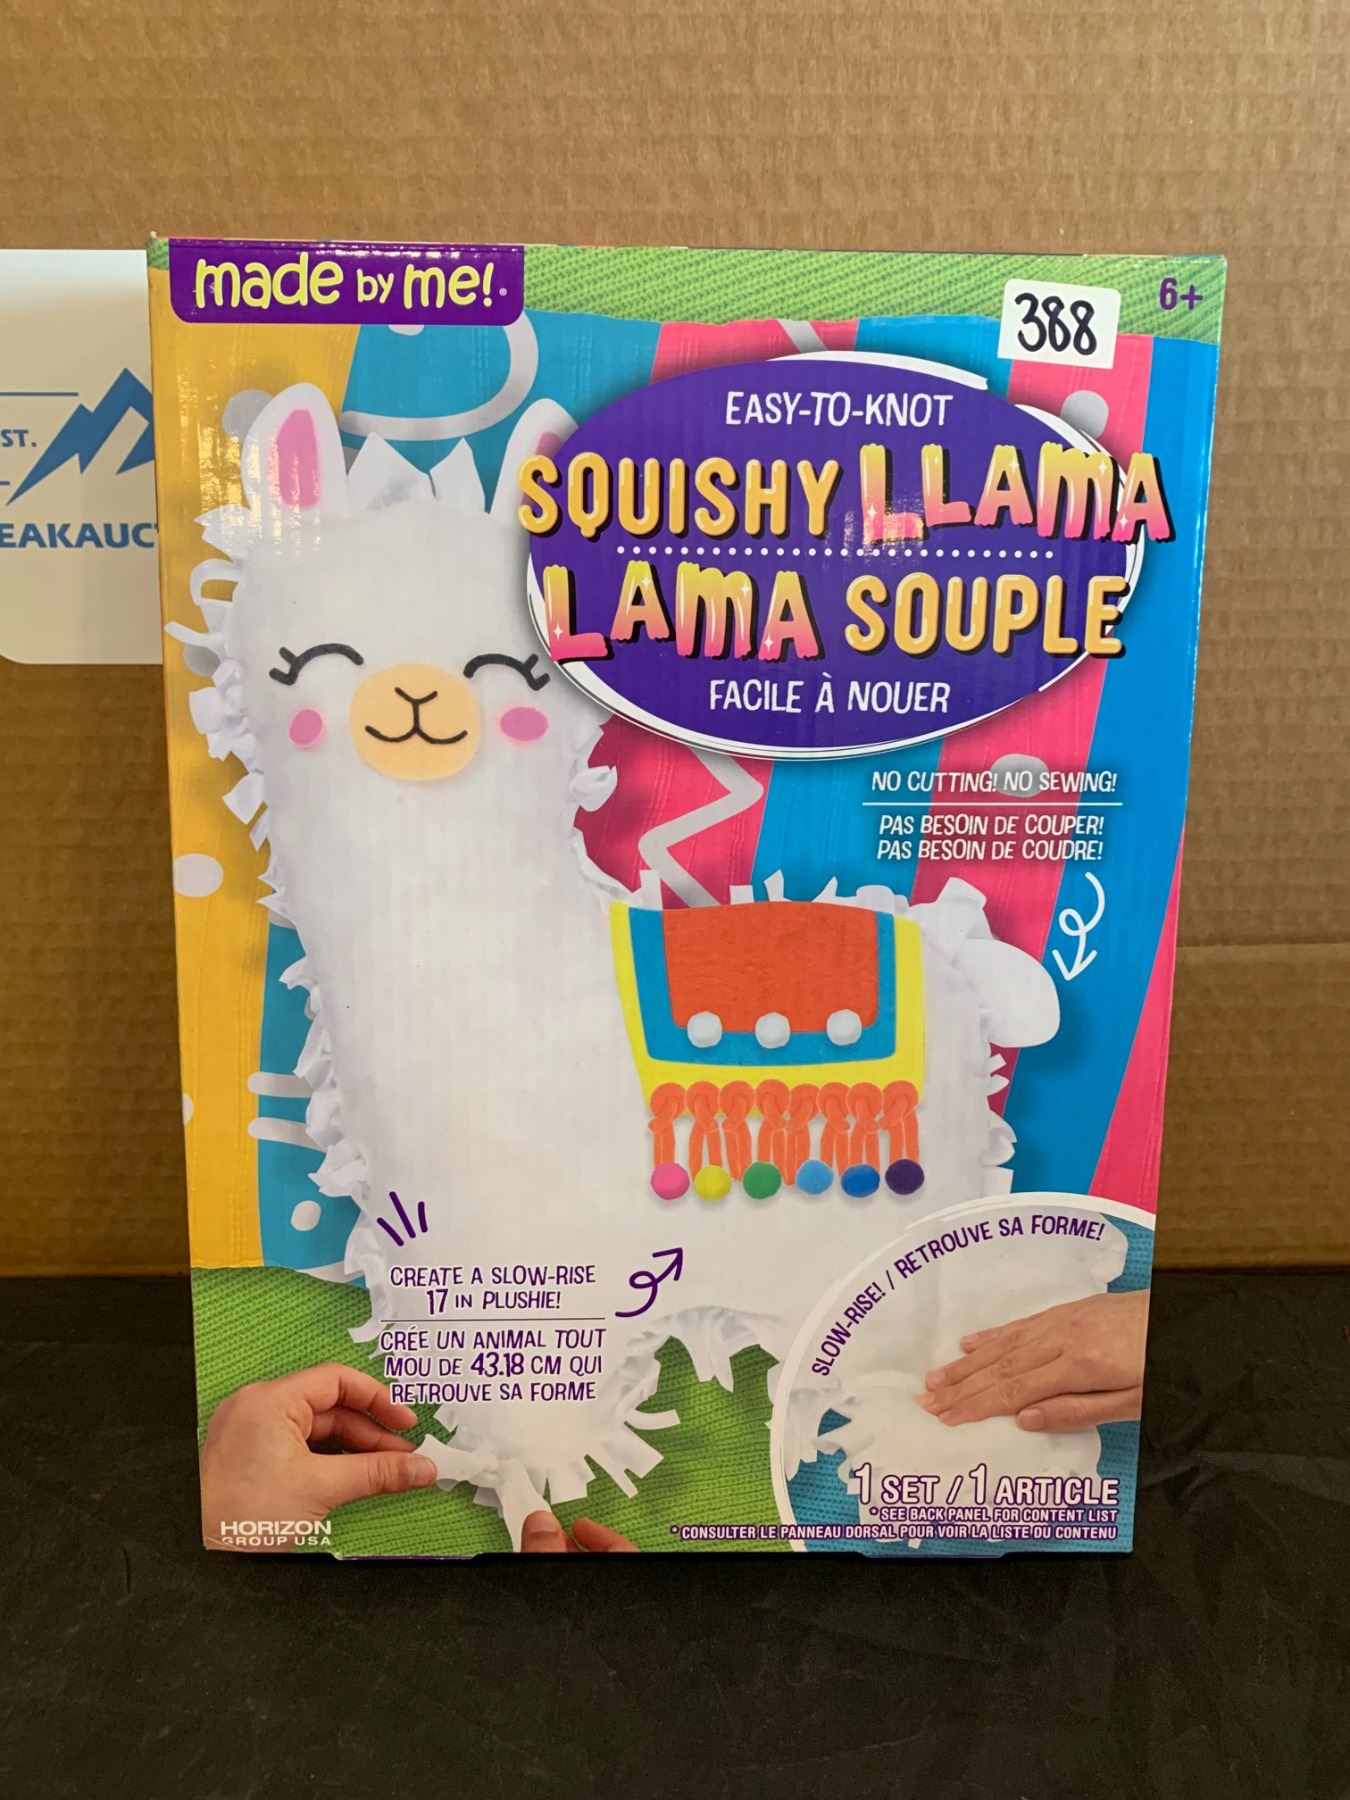 made by me!
388
6+
ST.
EAKAUC
EASY-TO-KNOT
SQUISHY LLAMA
LAMA SOUPLE
FACILE À NOUER
NO CUTTING! NO SEWING!
PAS BESOIN DE COUPER!
PAS BESOIN DE COUDRE!
CREATE A SLOW-RISE
17 IN PLUSHIE!
CRÉE UN ANIMAL TOUT
MOU DE 43.18 CM QUI
RETROUVE SA FORME
SLOW-RISE! / RETROUVE SA FORME!
1 SET / 1 ARTICLE
* SEE BACK PANEL FOR CONTENT LIST
* CONSULTER LE PANNEAU DORSAL POUR VOIR LA LISTE DU CONTENU
HORIZON
GROUP USA